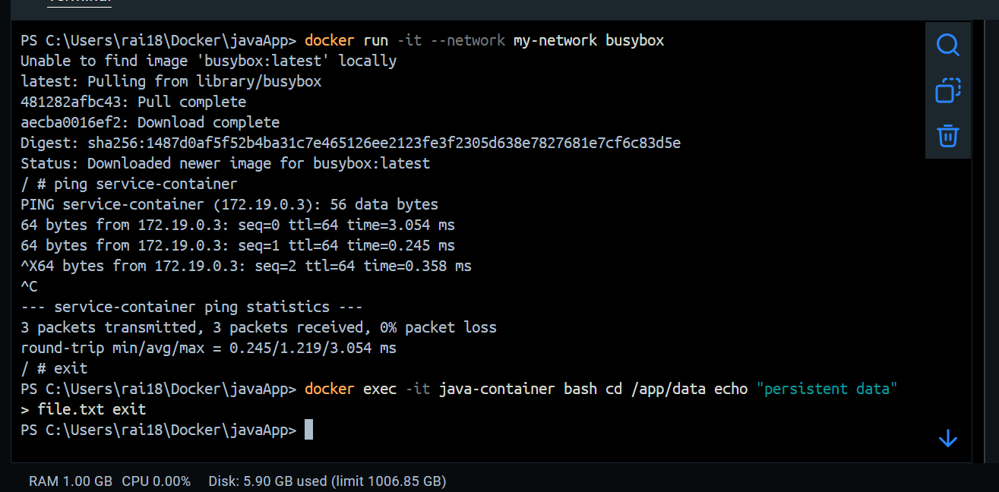 Terminal
PS C:\Users\rai18\Docker\javaApp> docker run -it --network my-network busybox
Unable to find image 'busybox:latest' locally
latest: Pulling from library/busybox
481282afbc43: Pull complete
aecba0016ef2: Download complete
Digest: sha256:1487d0af5f52b4ba31c7e465126ee2123fe3f2305d638e7827681e7cf6c83d5e
Status: Downloaded newer image for busybox:latest
/ # ping service-container
PING service-container (172.19.0.3): 56 data bytes
64 bytes from 172.19.0.3: seq=0 ttl=64 time=3.054 ms
64 bytes from 172.19.0.3: seq=1 ttl=64 time=0.245 ms
^X64 bytes from 172.19.0.3: seq=2 ttl=64 time=0.358 ms
^C
--- service-container ping statistics ---
3 packets transmitted, 3 packets received, 0% packet loss
round-trip min/avg/max = 0.245/1.219/3.054 ms
/ # exit
PS C:\Users\rai18\Docker\javaApp> docker exec -it java-container bash cd /app/data echo "persistent data"
> file.txt exit
PS C:\Users\rai18\Docker\javaApp>
RAM 1.00 GB CPU 0.00% Disk: 5.90 GB used (limit 1006.85 GB)